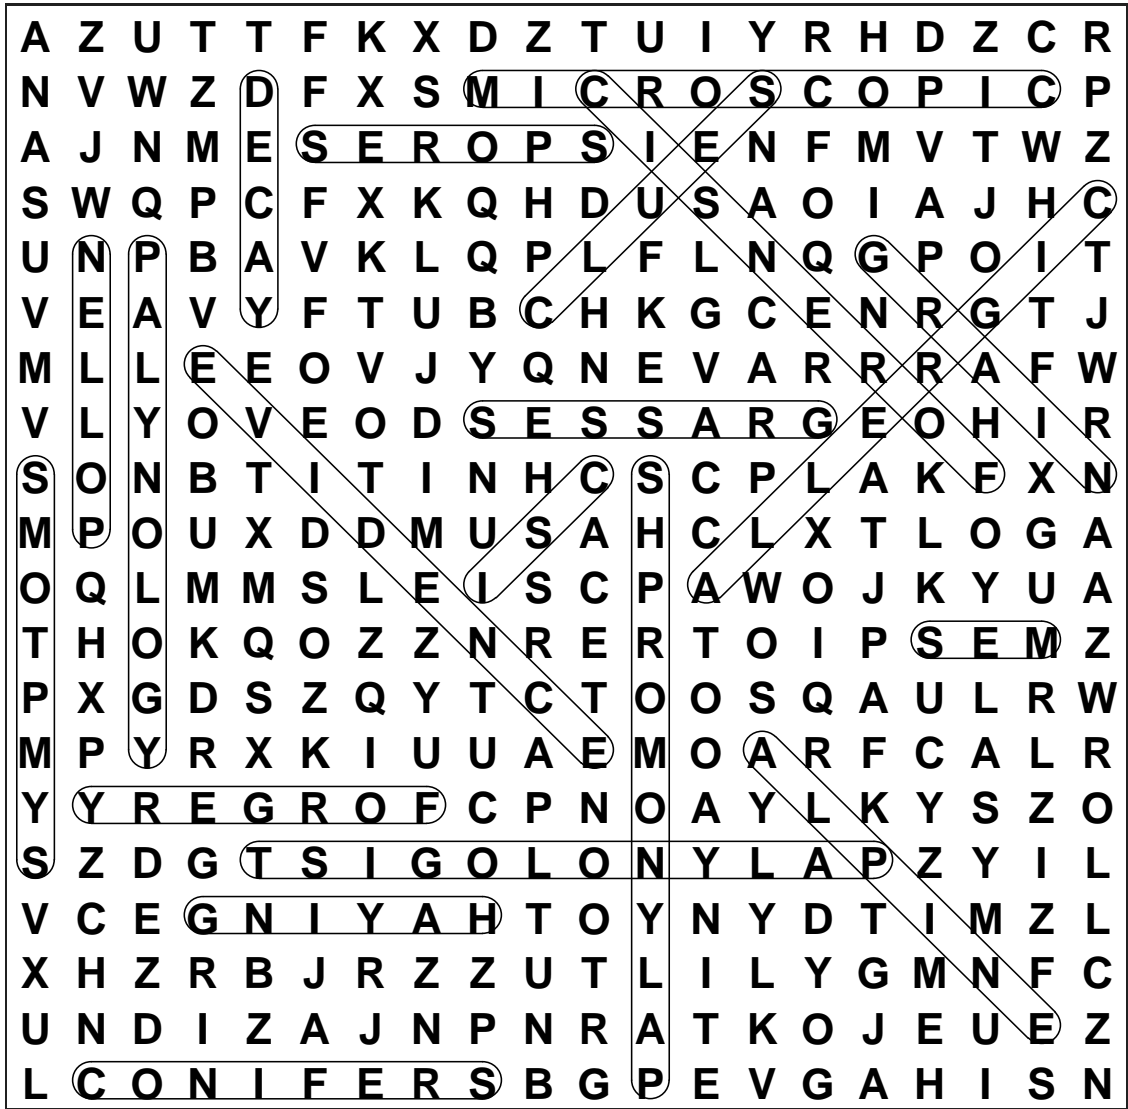 A Z U T T F K X D Z T U I Y R H D Z C R
N V W Z D F X S M I C R O S C O P I C P
A J N M E S E R O P S I E N F M V T W Z
S W Q P C F X K Q H D U S A O I A J H C
U N P B A V K L Q P L F L N Q G P O I T
V E A V Y F T U B C H K G C E N R G T J
M L L E E O V J Y Q N E V A R R R A F W
V L Y O V E O D S E S S A R G E O H I R
S O N B T I T I N H C S C P L A K F X N
M P O U X D D M U S A H C L X T L O G A
O Q L M M S L E I S C P A W O J K Y U A
T H O K Q O Z Z N R E R T O I P S E M Z
P X G D S Z Q Y T C T O O S Q A U L R W
M P Y R X K I U U A E M O A R F C A L R
Y Y R E G R O F C P N O A Y L K Y S Z O
S Z D G T S I G O L O N Y L A P Z Y I L
V C E G N I Y A H T O Y N Y D T I M Z L
X H Z R B J R Z Z U T L I L Y G M N F C
U N D I Z A J N P N R A T K O J E U E Z
L C O N I F E R S B G P E V G A H I S N